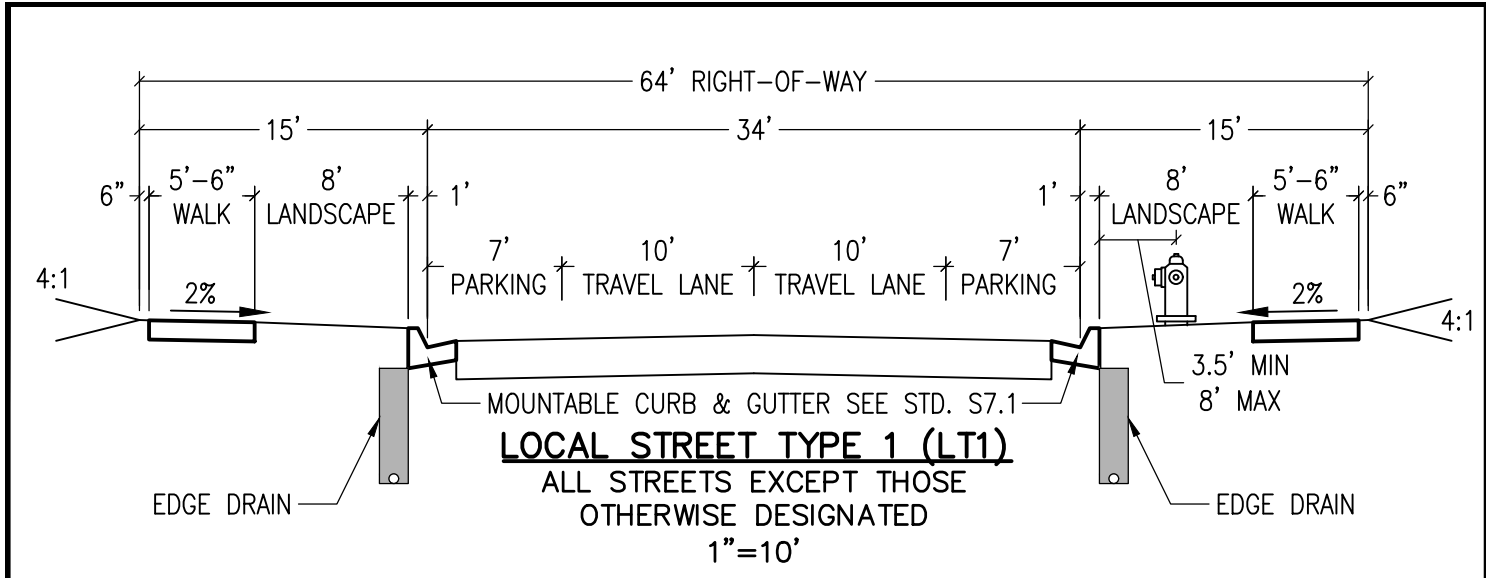 64' RIGHT-OF-WAY
15' 34' 15'
6" 5'-6" 8' 1' 1' 8' 5'-6" 6"
WALK LANDSCAPE LANDSCAPE WALK
7' 10' 10' 7'
PARKING TRAVEL LANE TRAVEL LANE PARKING
4:1 2% 2% 4:1
3.5' MIN
8' MAX
MOUNTABLE CURB & GUTTER SEE STD. S7.1
LOCAL STREET TYPE 1 (LT1)
ALL STREETS EXCEPT THOSE
OTHERWISE DESIGNATED
1"=10'
EDGE DRAIN EDGE DRAIN